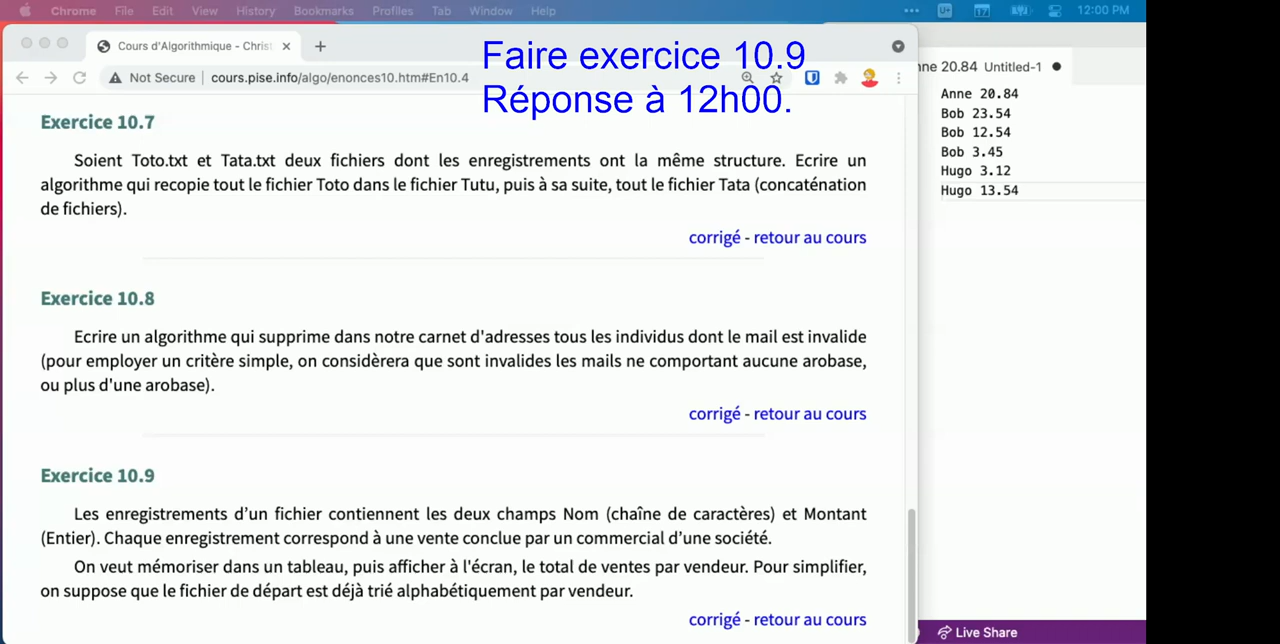 Chrome File Edit View History Bookmarks Profiles Tab Window Help ••• 12:00 PM
Cours d'Algorithmique - Christ
Not Secure | cours.pise.info/algo/enonces10.htm#En10.4
Faire exercice 10.9
Réponse à 12h00.
Exercice 10.7
Soient Toto.txt et Tata.txt deux fichiers dont les enregistrements ont la même structure. Ecrire un
algorithme qui recopie tout le fichier Toto dans le fichier Tutu, puis à sa suite, tout le fichier Tata (concaténation
de fichiers).
corrigé - retour au cours
Exercice 10.8
Ecrire un algorithme qui supprime dans notre carnet d'adresses tous les individus dont le mail est invalide
(pour employer un critère simple, on considèrera que sont invalides les mails ne comportant aucune arobase,
ou plus d'une arobase).
corrigé - retour au cours
Exercice 10.9
Les enregistrements d’un fichier contiennent les deux champs Nom (chaîne de caractères) et Montant
(Entier). Chaque enregistrement correspond à une vente conclue par un commercial d’une société.
On veut mémoriser dans un tableau, puis afficher à l'écran, le total de ventes par vendeur. Pour simplifier,
on suppose que le fichier de départ est déjà trié alphabétiquement par vendeur.
corrigé - retour au cours
nne 20.84 Untitled-1
Anne 20.84
Bob 23.54
Bob 12.54
Bob 3.45
Hugo 3.12
Hugo 13.54
Live Share